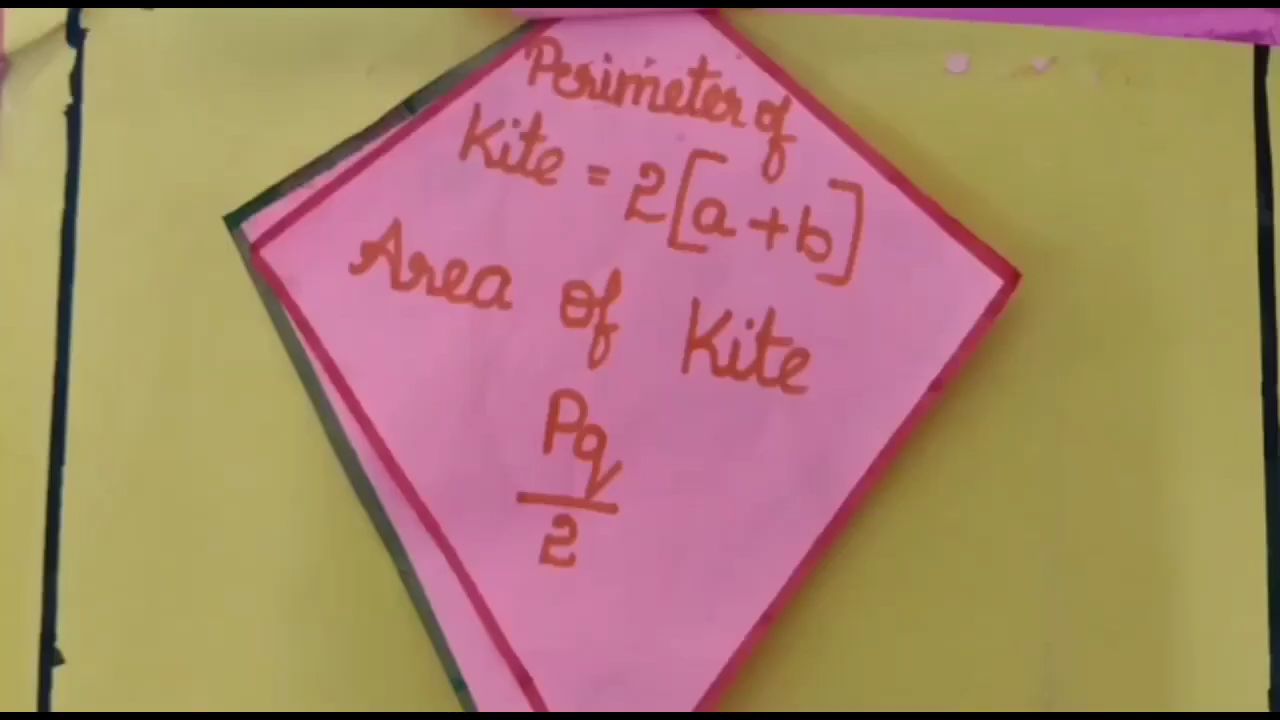 Perimeter of
Kite = 2[a+b]
Area of Kite
Pq
2